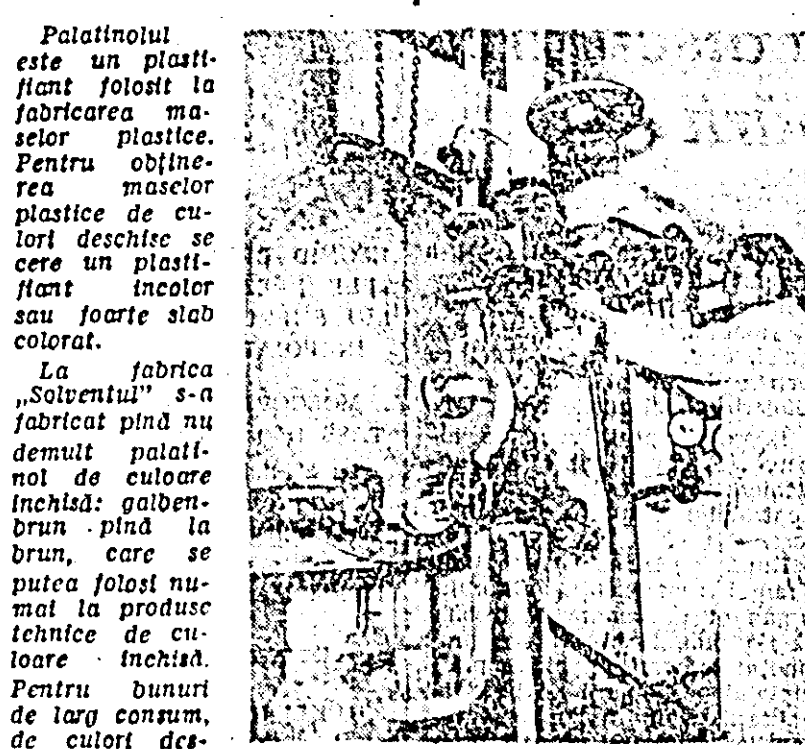 Palatinolul
este un plasti-
fiant folosit la
fabricarea ma-
selor plastice.
Pentru obține-
rea maselor
plastice de cu-
lori deschise se
cere un plasti-
fiant incolor
sau foarte slab
colorat.
La fabrica
„Solventul” s-a
fabricat pînă nu
demult palati-
nol de culoare
închisă: galben-
brun pînă la
brun, care se
putea folosi nu-
mai la produse
tehnice de cu-
loare închisă.
Pentru bunuri
de larg consum,
de culori des-